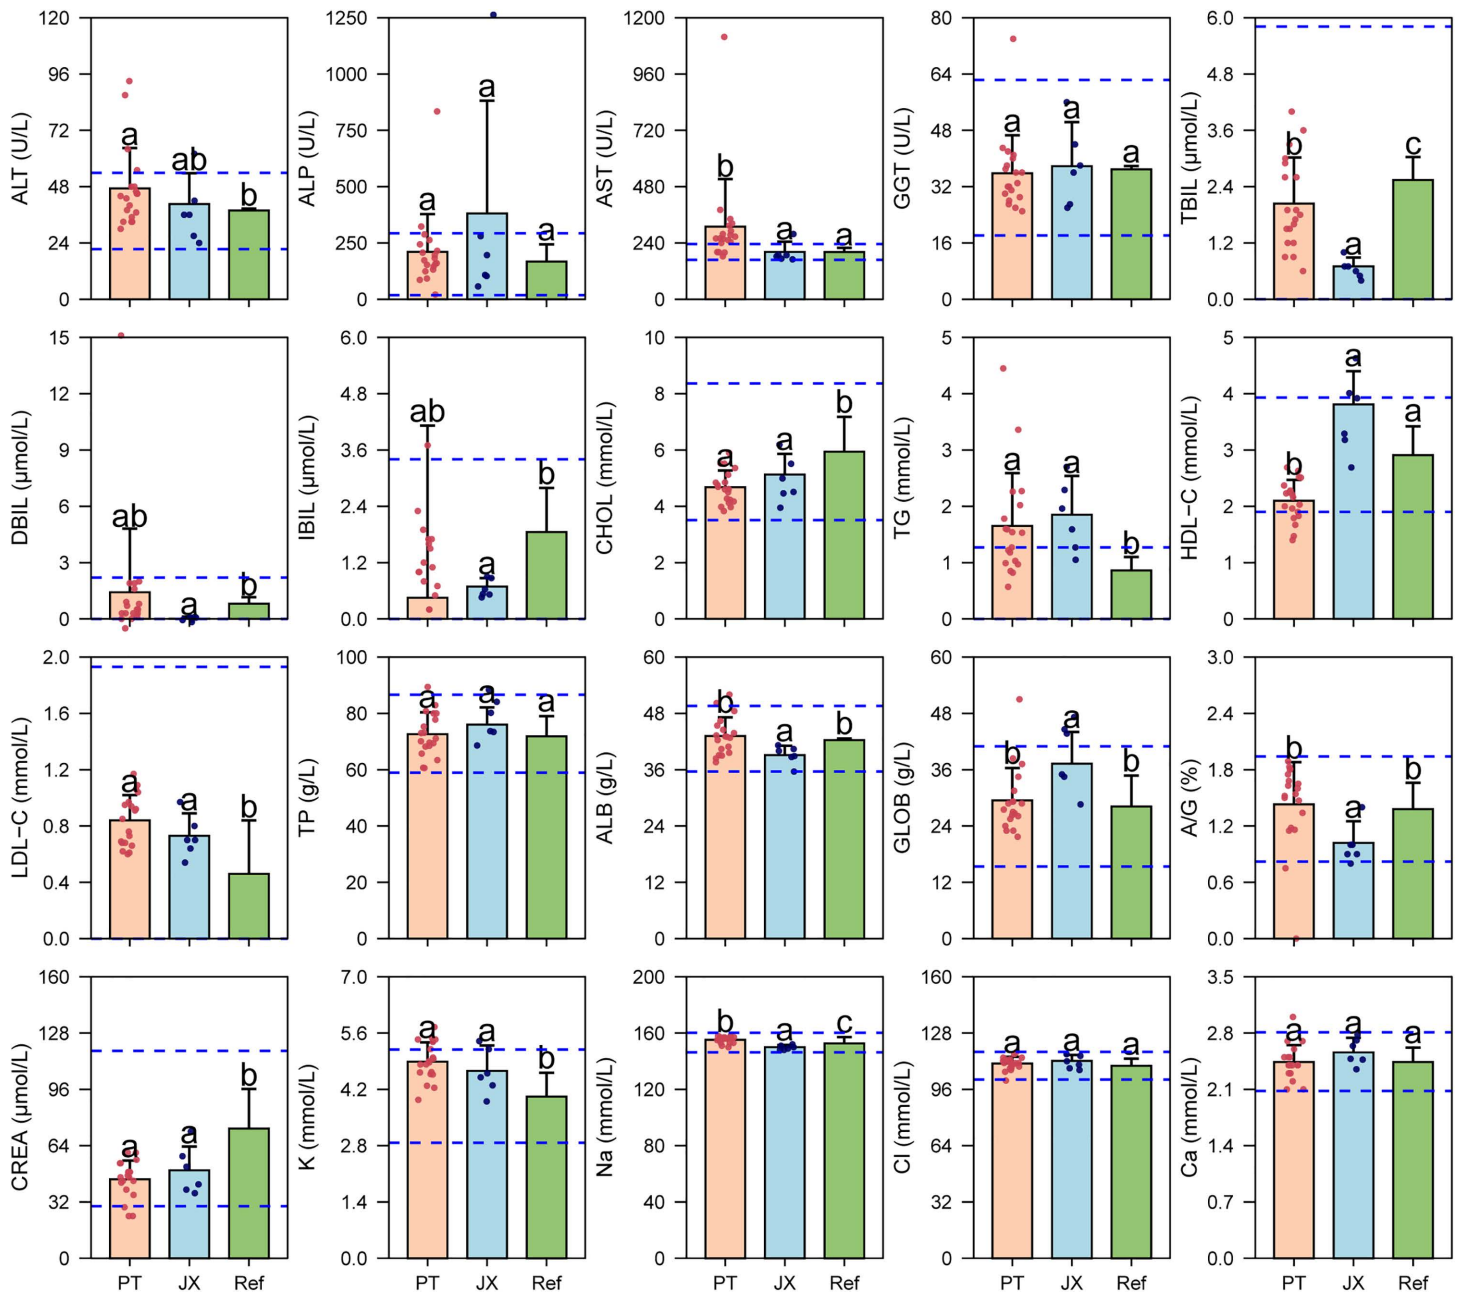 ALT (U/L)
120
96
72
48
24
0
a
ab
b
ALP (U/L)
1250
1000
750
500
250
0
a
a
a
AST (U/L)
1200
960
720
480
240
0
b
a
a
GGT (U/L)
80
64
48
32
16
0
a
a
a
TBIL (μmol/L)
6.0
4.8
3.6
2.4
1.2
0.0
b
a
c
DBIL (μmol/L)
15
12
9
6
3
0
ab
a
b
IBIL (μmol/L)
6.0
4.8
3.6
2.4
1.2
0.0
ab
a
b
CHOL (mmol/L)
10
8
6
4
2
0
a
a
b
TG (mmol/L)
5
4
3
2
1
0
a
a
b
HDL−C (mmol/L)
5
4
3
2
1
0
b
a
a
LDL−C (mmol/L)
2.0
1.6
1.2
0.8
0.4
0.0
a
a
b
TP (g/L)
100
80
60
40
20
0
a
a
a
ALB (g/L)
60
48
36
24
12
0
b
a
b
GLOB (g/L)
60
48
36
24
12
0
b
a
b
A/G (%)
3.0
2.4
1.8
1.2
0.6
0.0
b
a
b
CREA (μmol/L)
160
128
96
64
32
0
a
a
b
PT JX Ref
K (mmol/L)
7.0
5.6
4.2
2.8
1.4
0.0
a
a
b
PT JX Ref
Na (mmol/L)
200
160
120
80
40
0
b
a
c
PT JX Ref
Cl (mmol/L)
160
128
96
64
32
0
a
a
a
PT JX Ref
Ca (mmol/L)
3.5
2.8
2.1
1.4
0.7
0.0
a
a
a
PT JX Ref